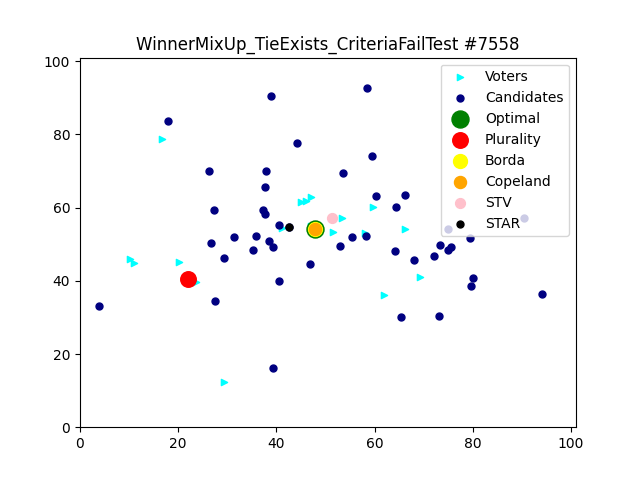 WinnerMixUp_TieExists_CriteriaFailTest #7558
100
80
60
40
20
0
0 20 40 60 80 100
Voters
Candidates
Optimal
Plurality
Borda
Copeland
STV
STAR